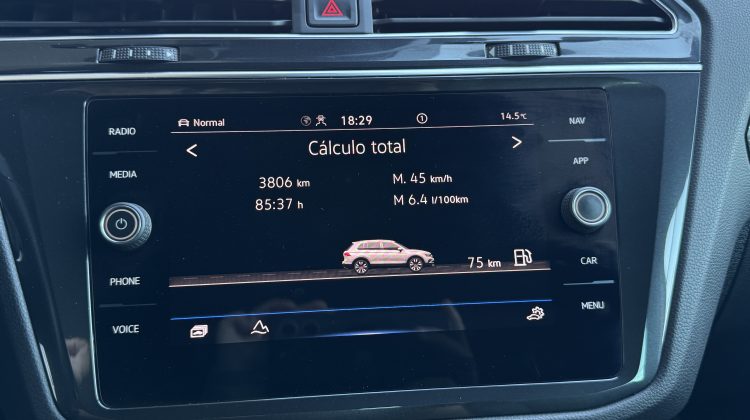 RADIO
MEDIA
PHONE
VOICE
Normal 18:29 1 14.5°C
Cálculo total
3806 km M. 45 km/h
85:37 h M 6.4 l/100km
75 km
NAV
APP
CAR
MENU